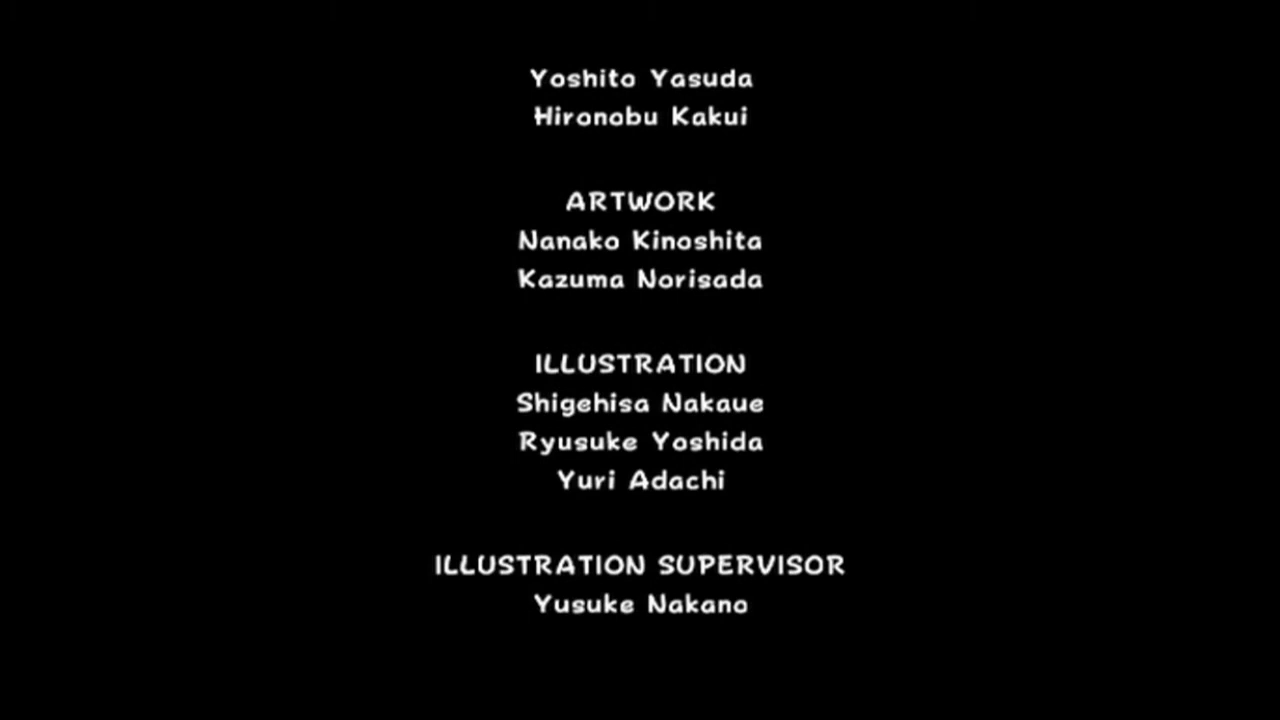 Yoshito Yasuda
Hironobu Kakui
ARTWORK
Nanako Kinoshita
Kazuma Norisada
ILLUSTRATION
Shigehisa Nakaue
Ryusuke Yoshida
Yuri Adachi
ILLUSTRATION SUPERVISOR
Yusuke Nakano